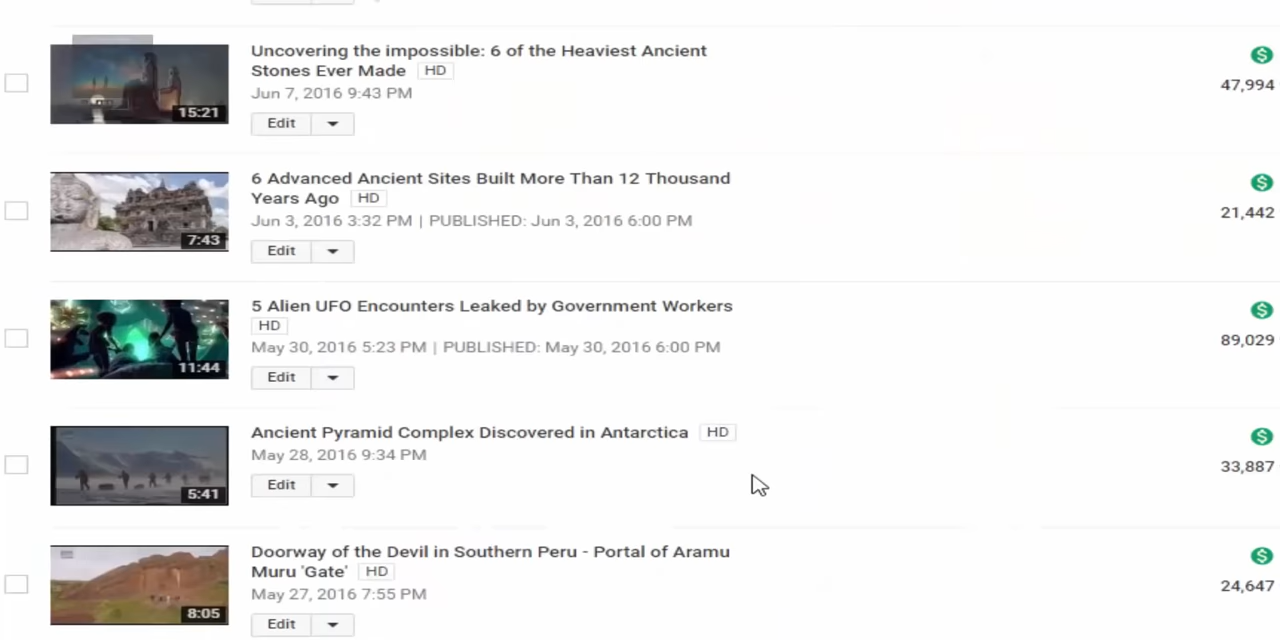 Uncovering the impossible: 6 of the Heaviest Ancient
Stones Ever Made HD
Jun 7, 2016 9:43 PM
Edit
15:21
$
47,994
6 Advanced Ancient Sites Built More Than 12 Thousand
Years Ago HD
Jun 3, 2016 3:32 PM | PUBLISHED: Jun 3, 2016 6:00 PM
Edit
7:43
$
21,442
5 Alien UFO Encounters Leaked by Government Workers
HD
May 30, 2016 5:23 PM | PUBLISHED: May 30, 2016 6:00 PM
Edit
11:44
$
89,029
Ancient Pyramid Complex Discovered in Antarctica HD
May 28, 2016 9:34 PM
Edit
5:41
$
33,887
Doorway of the Devil in Southern Peru - Portal of Aramu
Muru 'Gate' HD
May 27, 2016 7:55 PM
Edit
8:05
$
24,647